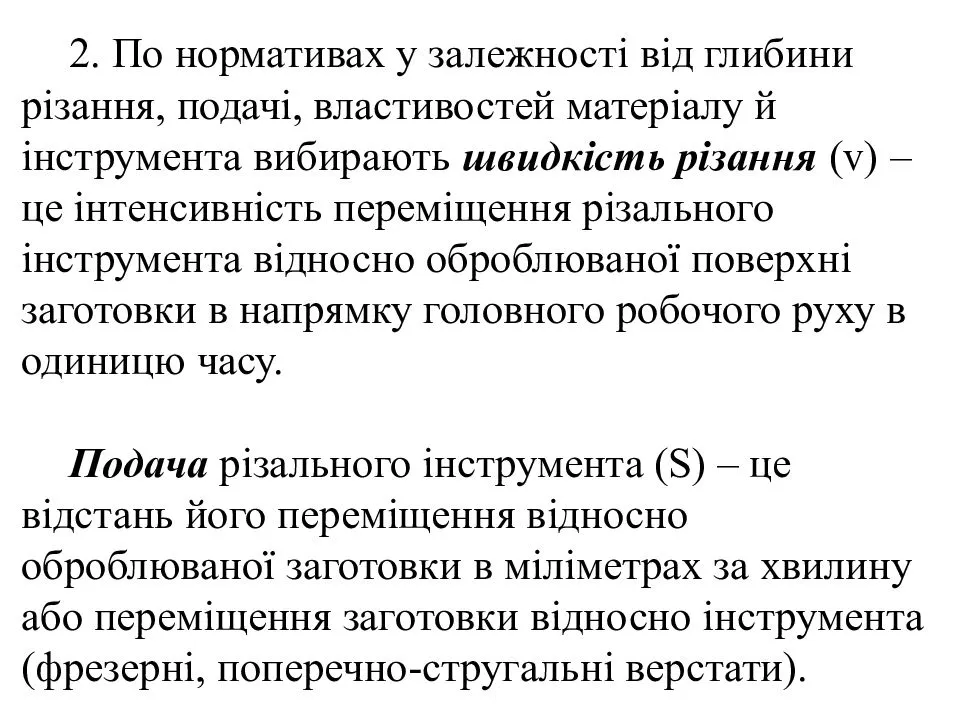 2. По нормативах у залежності від глибини
різання, подачі, властивостей матеріалу й
інструмента вибирають швидкість різання (v) –
це інтенсивність переміщення різального
інструмента відносно оброблюваної поверхні
заготовки в напрямку головного робочого руху в
одиницю часу.
Подача різального інструмента (S) – це
відстань його переміщення відносно
оброблюваної заготовки в міліметрах за хвилину
або переміщення заготовки відносно інструмента
(фрезерні, поперечно-стругальні верстати).